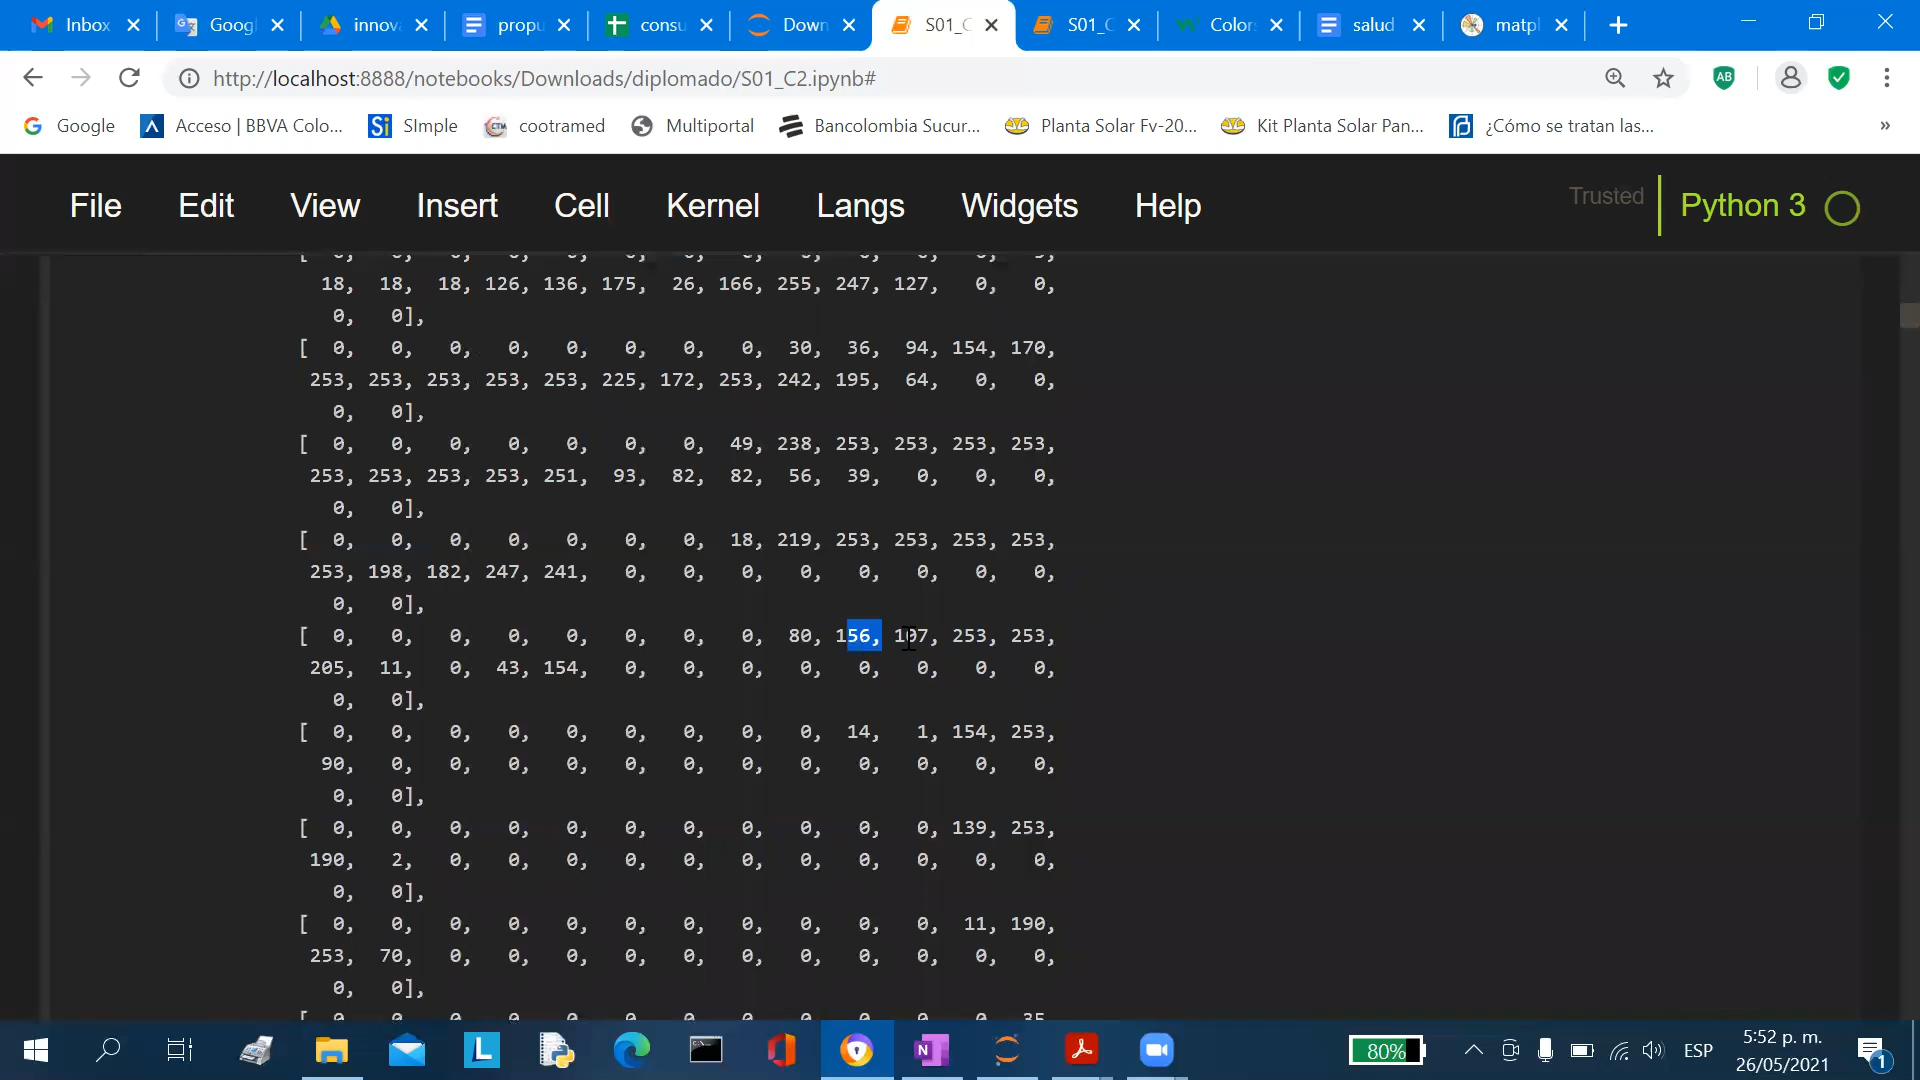 Inbox Googl innov propu consu Down S01_C S01_C Color salud matpl
http://localhost:8888/notebooks/Downloads/diplomado/S01_C2.ipynb# AB
Google Acceso | BBVA Colo... Si SImple cootramed Multiportal Bancolombia Sucur... Planta Solar Fv-20... Kit Planta Solar Pan... ¿Cómo se tratan las... »
File Edit View Insert Cell Kernel Langs Widgets Help Trusted Python 3
18, 18, 18, 126, 136, 175, 26, 166, 255, 247, 127, 0, 0,
0, 0],
[ 0, 0, 0, 0, 0, 0, 0, 0, 30, 36, 94, 154, 170,
253, 253, 253, 253, 253, 225, 172, 253, 242, 195, 64, 0, 0,
0, 0],
[ 0, 0, 0, 0, 0, 0, 0, 49, 238, 253, 253, 253, 253,
253, 253, 253, 253, 251, 93, 82, 82, 56, 39, 0, 0, 0,
0, 0],
[ 0, 0, 0, 0, 0, 0, 0, 18, 219, 253, 253, 253, 253,
253, 198, 182, 247, 241, 0, 0, 0, 0, 0, 0, 0, 0,
0, 0],
[ 0, 0, 0, 0, 0, 0, 0, 0, 80, 156, 107, 253, 253,
205, 11, 0, 43, 154, 0, 0, 0, 0, 0, 0, 0, 0,
0, 0],
[ 0, 0, 0, 0, 0, 0, 0, 0, 0, 14, 1, 154, 253,
90, 0, 0, 0, 0, 0, 0, 0, 0, 0, 0, 0, 0,
0, 0],
[ 0, 0, 0, 0, 0, 0, 0, 0, 0, 0, 0, 139, 253,
190, 2, 0, 0, 0, 0, 0, 0, 0, 0, 0, 0, 0,
0, 0],
[ 0, 0, 0, 0, 0, 0, 0, 0, 0, 0, 0, 11, 190,
253, 70, 0, 0, 0, 0, 0, 0, 0, 0, 0, 0, 0,
0, 0],
80% ESP 5:52 p. m.
26/05/2021 1